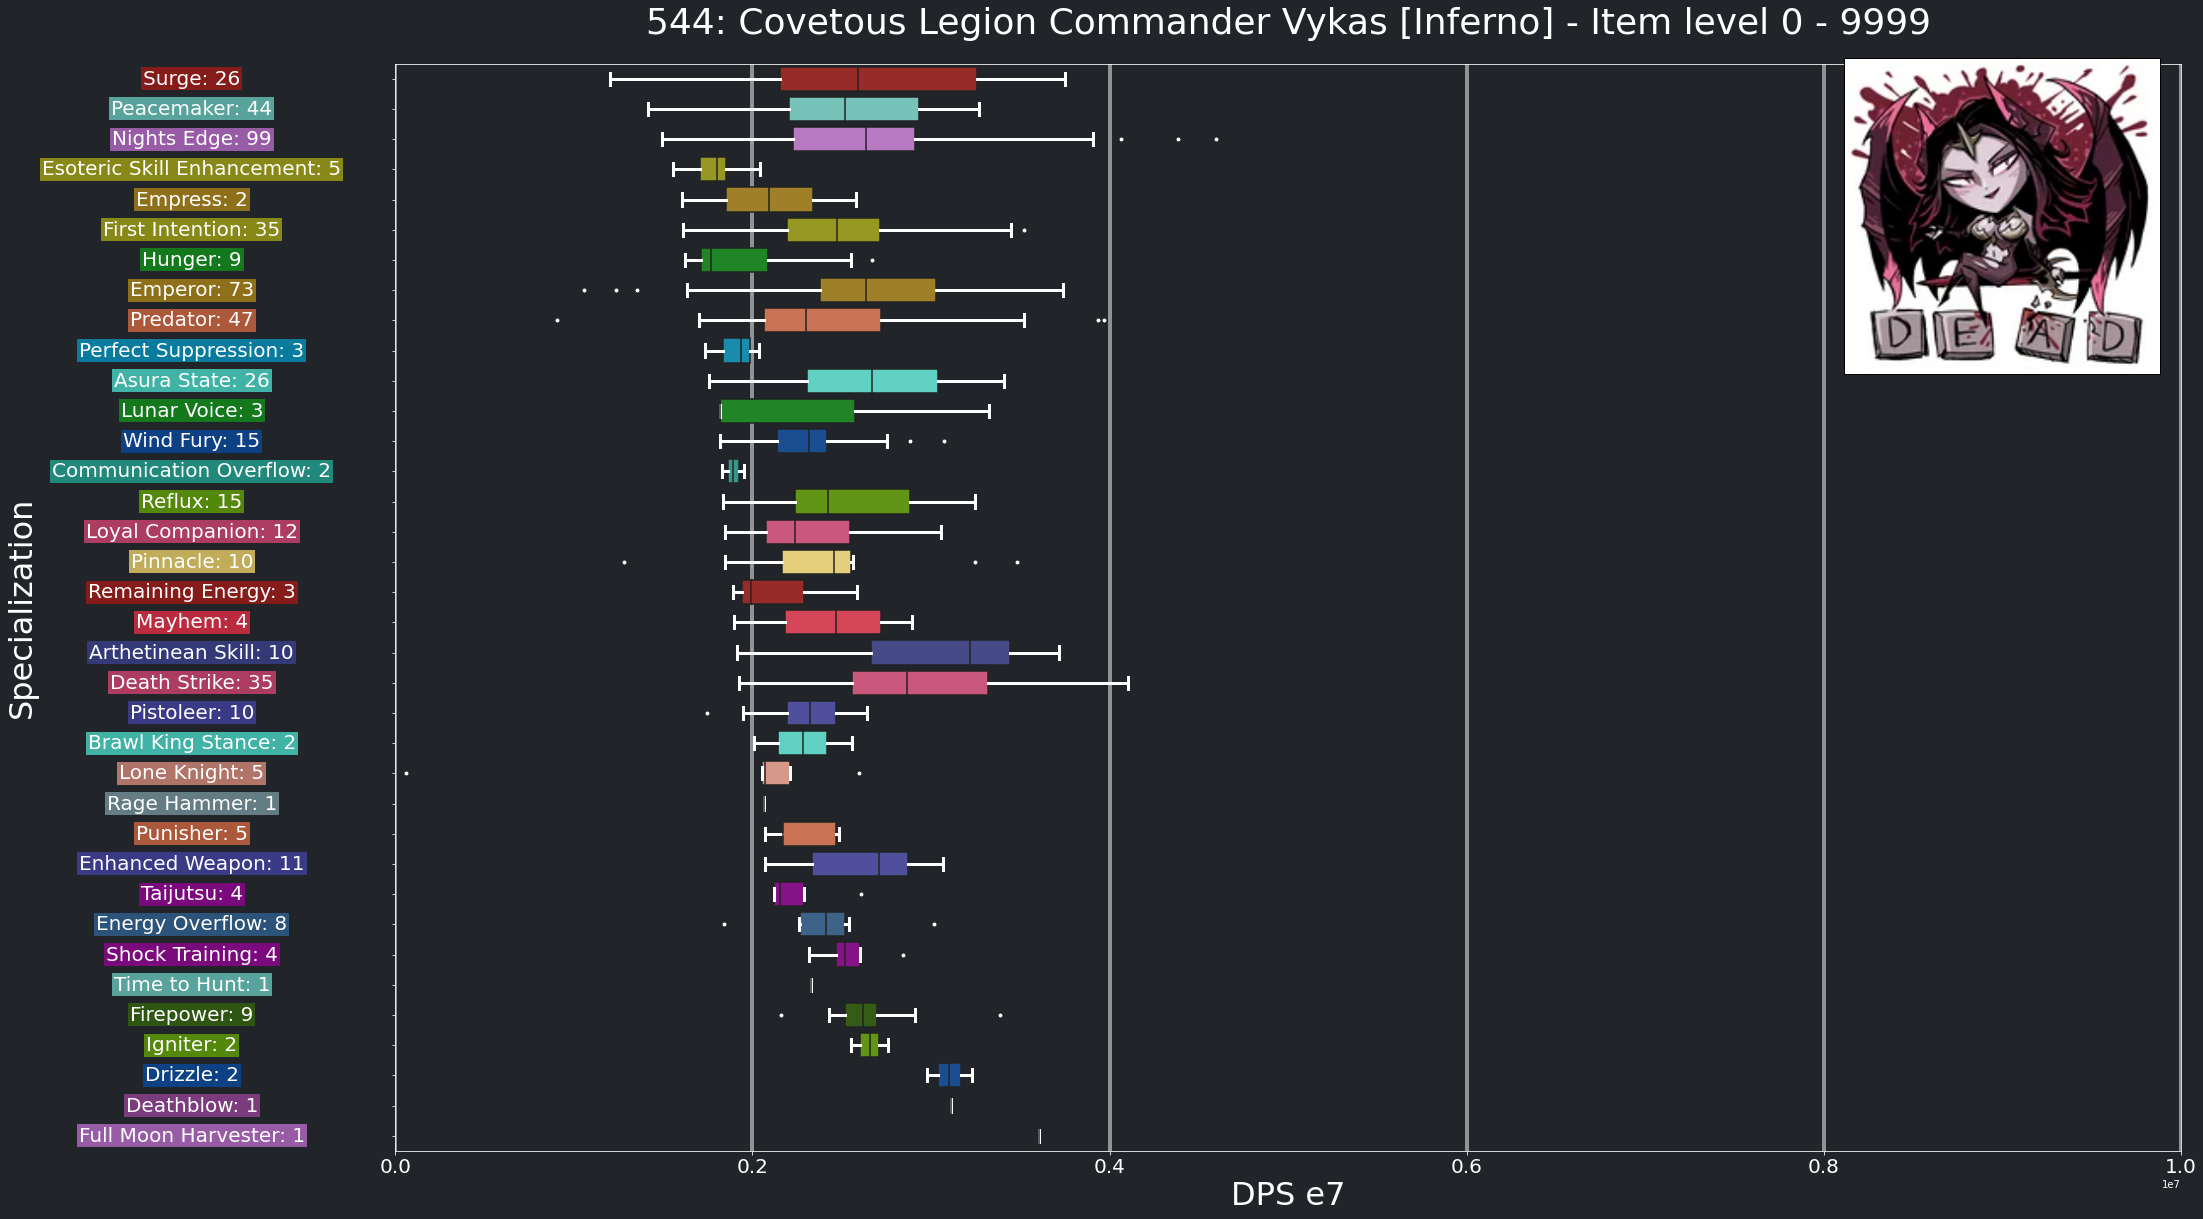 544: Covetous Legion Commander Vykas [Inferno] - Item level 0 - 9999
Surge: 26
Peacemaker: 44
Nights Edge: 99
Esoteric Skill Enhancement: 5
Empress: 2
First Intention: 35
Hunger: 9
Emperor: 73
Predator: 47
Perfect Suppression: 3
Asura State: 26
Lunar Voice: 3
Wind Fury: 15
Communication Overflow: 2
Reflux: 15
Loyal Companion: 12
Pinnacle: 10
Remaining Energy: 3
Mayhem: 4
Arthetinean Skill: 10
Death Strike: 35
Pistoleer: 10
Brawl King Stance: 2
Lone Knight: 5
Rage Hammer: 1
Punisher: 5
Enhanced Weapon: 11
Taijutsu: 4
Energy Overflow: 8
Shock Training: 4
Time to Hunt: 1
Firepower: 9
Igniter: 2
Drizzle: 2
Deathblow: 1
Full Moon Harvester: 1
Specialization
DEAD
0.0 0.2 0.4 0.6 0.8 1.0
1e7
DPS e7